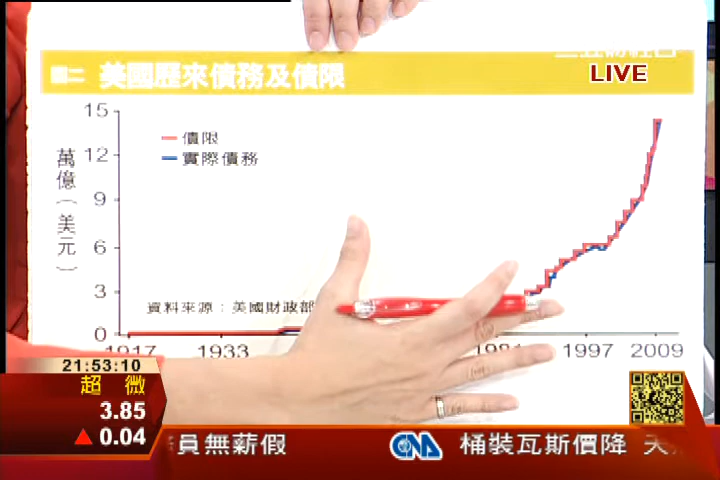 圖二 美國歷來債務及債限
LIVE
15
債限
實際債務
12
萬億(美元)
9
6
3
資料來源：美國財政部
0
1917 1933 1981 1997 2009
21:53:10
超微
3.85
▲0.04
員無薪假 CNA 桶裝瓦斯價降 天